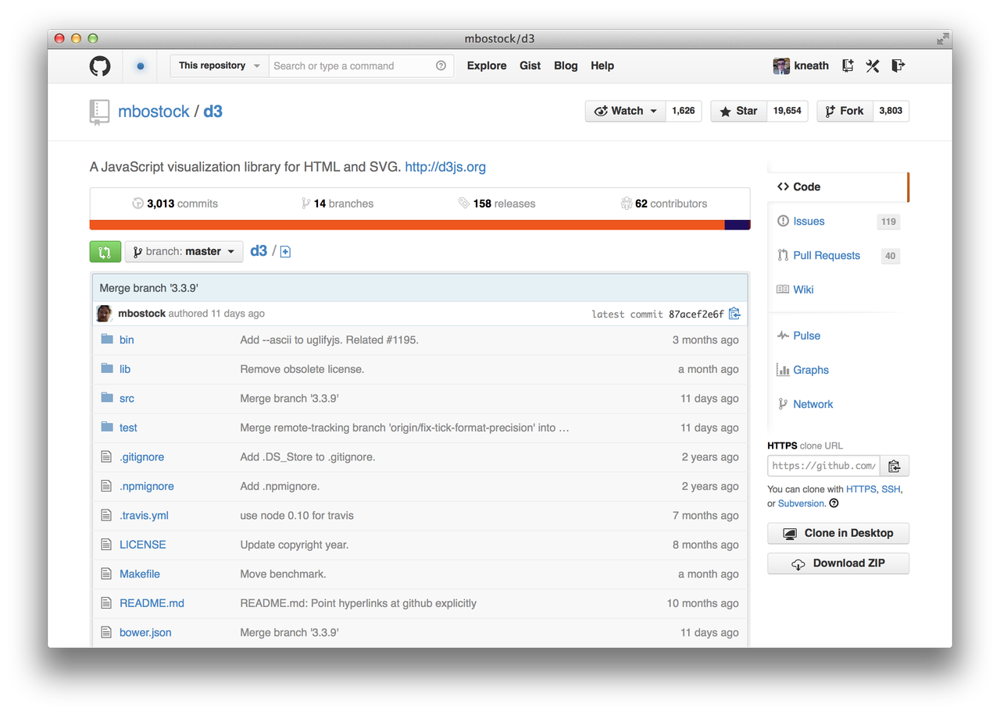 mbostock/d3
This repository Search or type a command Explore Gist Blog Help kneath
mbostock / d3 Watch 1,626 Star 19,654 Fork 3,803
A JavaScript visualization library for HTML and SVG. http://d3js.org
3,013 commits 14 branches 158 releases 62 contributors
branch: master d3 /
Merge branch '3.3.9'
mbostock authored 11 days ago latest commit 87acef2e6f
bin Add --ascii to uglifyjs. Related #1195. 3 months ago
lib Remove obsolete license. a month ago
src Merge branch '3.3.9' 11 days ago
test Merge remote-tracking branch 'origin/fix-tick-format-precision' into … 11 days ago
.gitignore Add .DS_Store to .gitignore. 2 years ago
.npmignore Add .npmignore. 2 years ago
.travis.yml use node 0.10 for travis 7 months ago
LICENSE Update copyright year. 8 months ago
Makefile Move benchmark. a month ago
README.md README.md: Point hyperlinks at github explicitly 10 months ago
bower.json Merge branch '3.3.9' 11 days ago
Code
Issues 119
Pull Requests 40
Wiki
Pulse
Graphs
Network
HTTPS clone URL
https://github.com/
You can clone with HTTPS, SSH,
or Subversion.
Clone in Desktop
Download ZIP